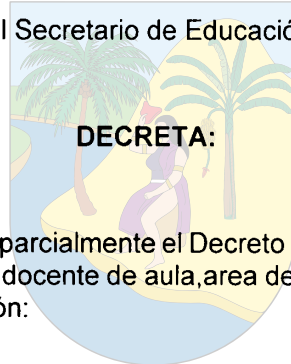 l Secretario de Educació
DECRETA:
parcialmente el Decreto
docente de aula,area de
ón: